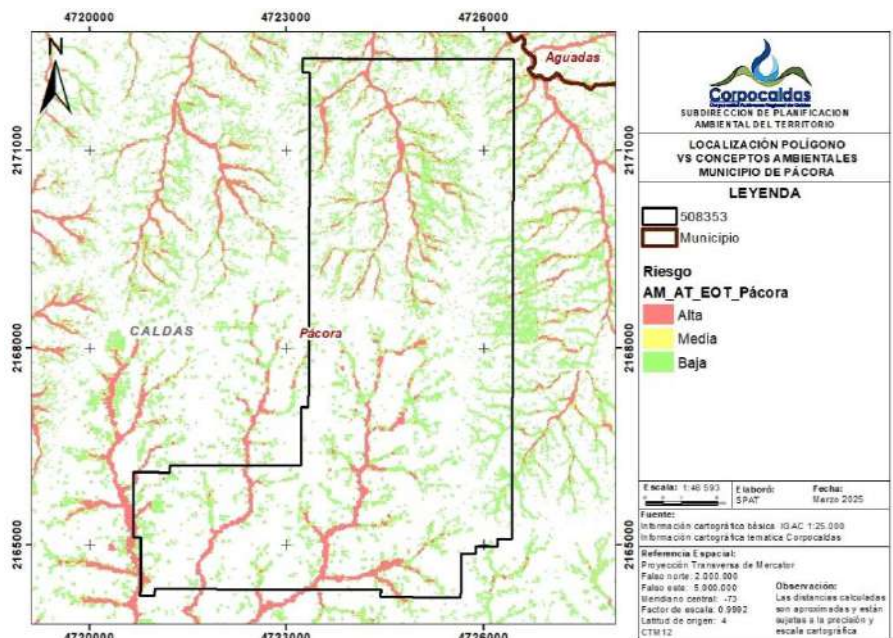 4720000 4723000 4726000
N
Aguadas
2171000
2171000
CALDAS
Pácora
2168000
2168000
2165000
2165000
4720000 4723000 4726000
Corpocaldas
SUBDIRECCION DE PLANIFICACION
AMBIENTAL DEL TERRITORIO
LOCALIZACIÓN POLÍGONO
VS CONCEPTOS AMBIENTALES
MUNICIPIO DE PÁCORA
LEYENDA
508353
Municipio
Riesgo
AM_AT_EOT_Pácora
Alta
Media
Baja
Escala: 1:46.593
Elaboró:
SPAT
Fecha:
Marzo 2025
Fuente:
Información cartográfica básica IGAC 1:25.000
Información cartográfica temática Corpocaldas
Referencia Espacial:
Proyección Transversa de Mercator
Falso norte: 2.000.000
Falso este: 5.000.000
Meridiano central: -73
Factor de escala: 0.9992
Latitud de origen: 4
CTM12
Observación:
Las distancias calculadas
son aproximadas y están
sujetas a la precisión y
escala cartográfica